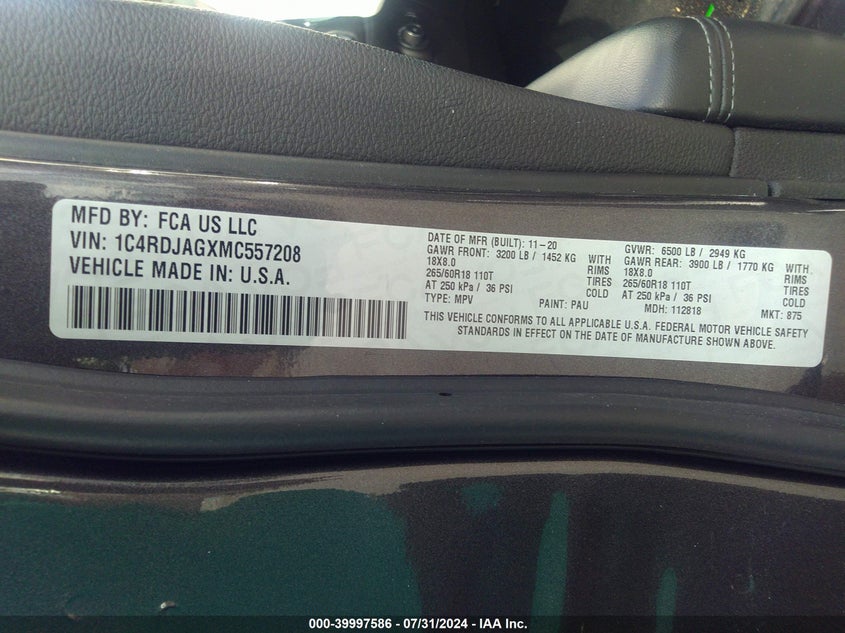 MFD BY: FCA US LLC
VIN: 1C4RDJAGXMC557208
VEHICLE MADE IN: U.S.A.
DATE OF MFR (BUILT): 11-20
GAWR FRONT: 3200 LB / 1452 KG WITH
18X8.0 RIMS
265/60R18 110T TIRES
AT 250 kPa / 36 PSI COLD
TYPE: MPV PAINT: PAU
GVWR: 6500 LB / 2949 KG
GAWR REAR: 3900 LB / 1770 KG WITH
18X8.0 RIMS
265/60R18 110T TIRES
AT 250 kPa / 36 PSI COLD
MDH: 112818 MKT: 875
THIS VEHICLE CONFORMS TO ALL APPLICABLE U.S.A. FEDERAL MOTOR VEHICLE SAFETY
STANDARDS IN EFFECT ON THE DATE OF MANUFACTURE SHOWN ABOVE.
000-39997586 - 07/31/2024 - IAA Inc.